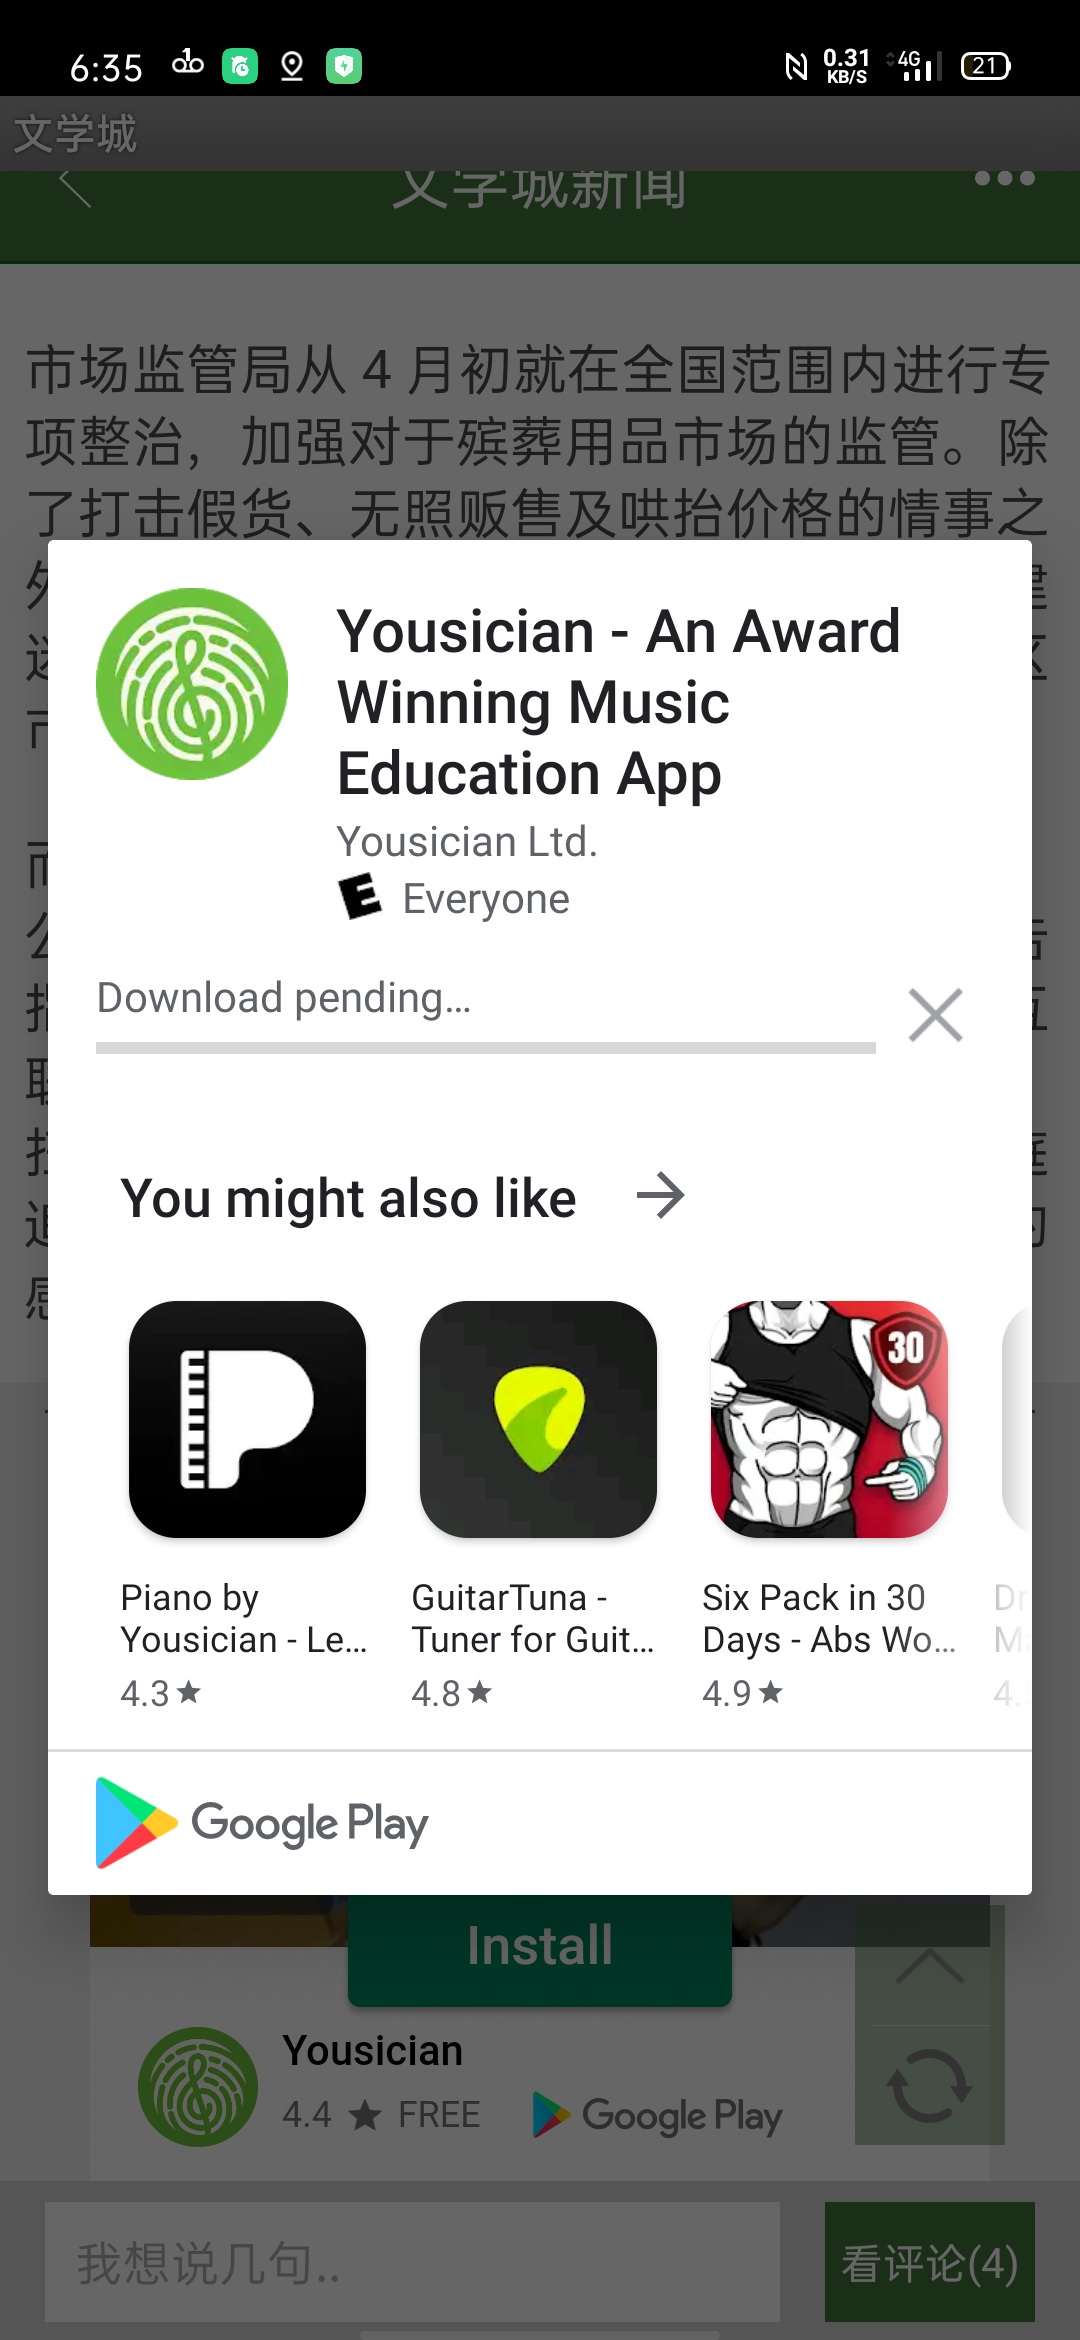 6:35
0.31
KB/S
4G
21
文学城
文学城新闻
市场监管局从 4 月初就在全国范围内进行专
项整治，加强对于殡葬用品市场的监管。除
了打击假货、无照贩售及哄抬价格的情事之
Yousician - An Award
Winning Music
Education App
Yousician Ltd.
E Everyone
Download pending...
You might also like
30
Piano by
Yousician - Le...
4.3★
GuitarTuna -
Tuner for Guit...
4.8★
Six Pack in 30
Days - Abs Wo...
4.9★
Google Play
Install
Yousician
4.4 ★ FREE
Google Play
我想说几句..
看评论(4)